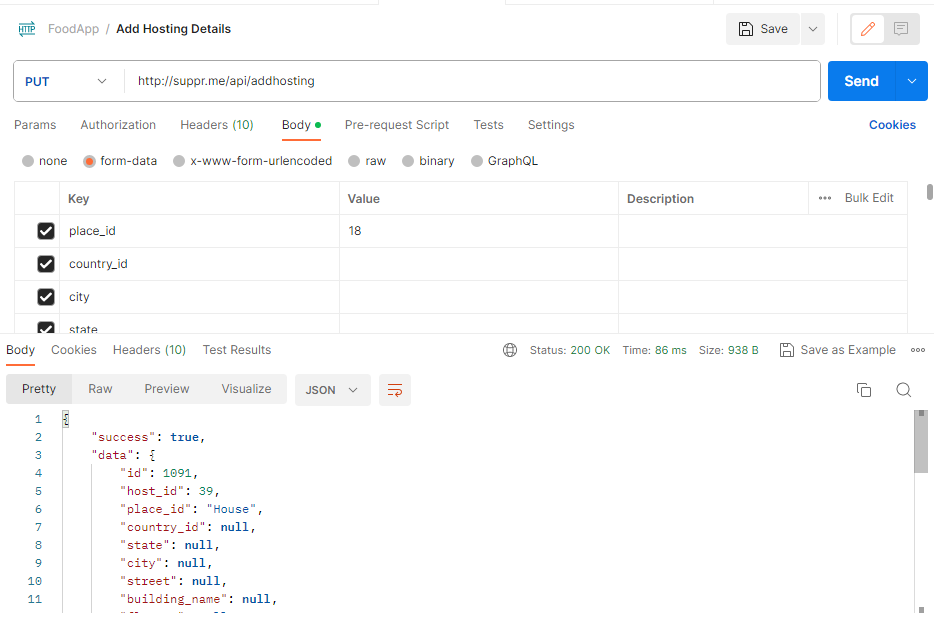 HTTP FoodApp / Add Hosting Details Save
PUT http://suppr.me/api/addhosting Send
Params Authorization Headers (10) Body Pre-request Script Tests Settings Cookies
none form-data x-www-form-urlencoded raw binary GraphQL
Key Value Description Bulk Edit
place_id 18
country_id
city
state
Body Cookies Headers (10) Test Results Status: 200 OK Time: 86 ms Size: 938 B Save as Example
Pretty Raw Preview Visualize JSON
1 {
2 "success": true,
3 "data": {
4 "id": 1091,
5 "host_id": 39,
6 "place_id": "House",
7 "country_id": null,
8 "state": null,
9 "city": null,
10 "street": null,
11 "building_name": null,